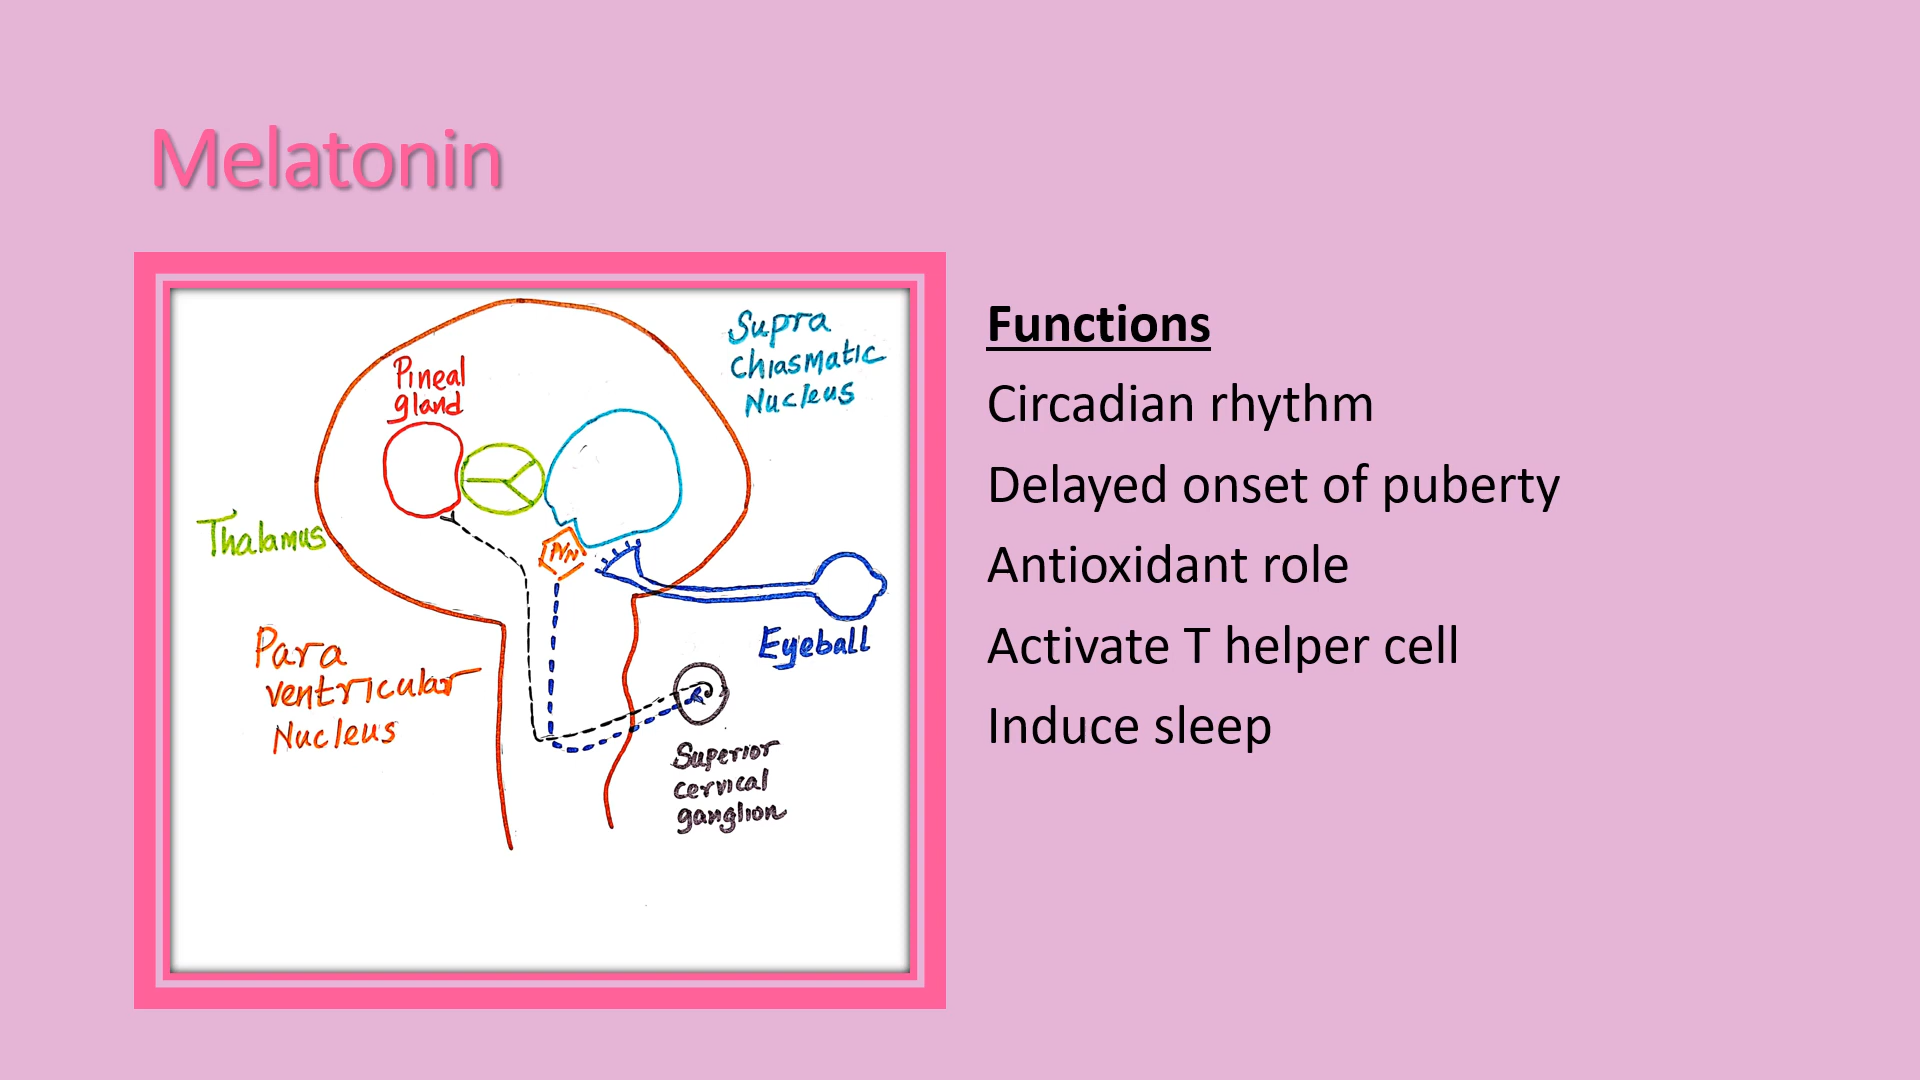 Melatonin
Supra
chiasmatic
Nucleus
Pineal
gland
Thalamus
Para
ventricular
Nucleus
Eyeball
Superior
cervical
ganglion
Functions
Circadian rhythm
Delayed onset of puberty
Antioxidant role
Activate T helper cell
Induce sleep